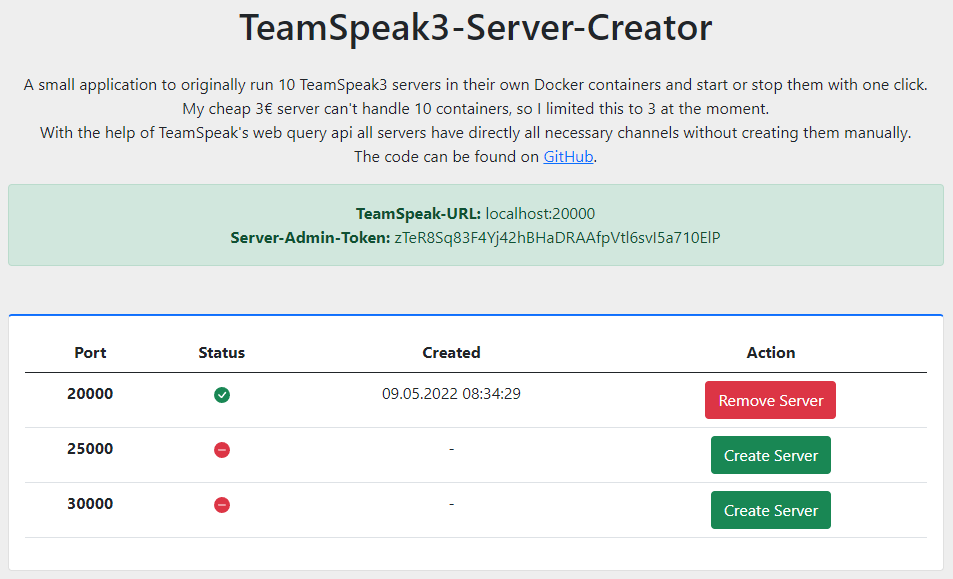 TeamSpeak3-Server-Creator
A small application to originally run 10 TeamSpeak3 servers in their own Docker containers and start or stop them with one click.
My cheap 3€ server can't handle 10 containers, so I limited this to 3 at the moment.
With the help of TeamSpeak's web query api all servers have directly all necessary channels without creating them manually.
The code can be found on GitHub.
TeamSpeak-URL: localhost:20000
Server-Admin-Token: zTeR8Sq83F4Yj42hBHaDRAAfpVtl6svI5a710ElP
Port Status Created Action
20000 09.05.2022 08:34:29 Remove Server
25000 - Create Server
30000 - Create Server